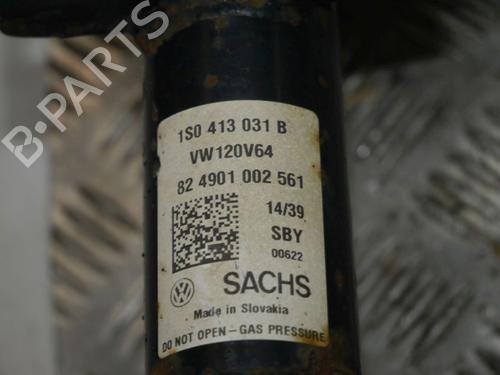 B-PARTS
1S0 413 031 B
VW120V64
82 4901 002 561
14/39
SBY
00622
SACHS
Made in Slovakia
DO NOT OPEN - GAS PRESSURE